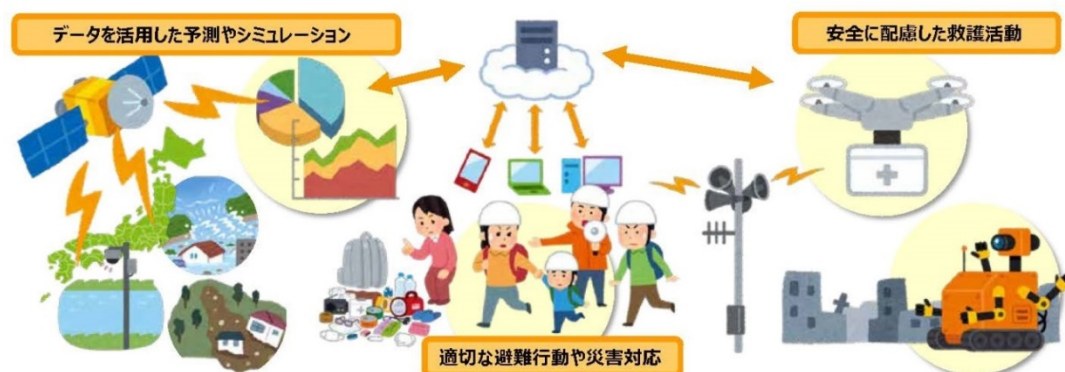 データを活用した予測やシミュレーション
安全に配慮した救護活動
適切な避難行動や災害対応